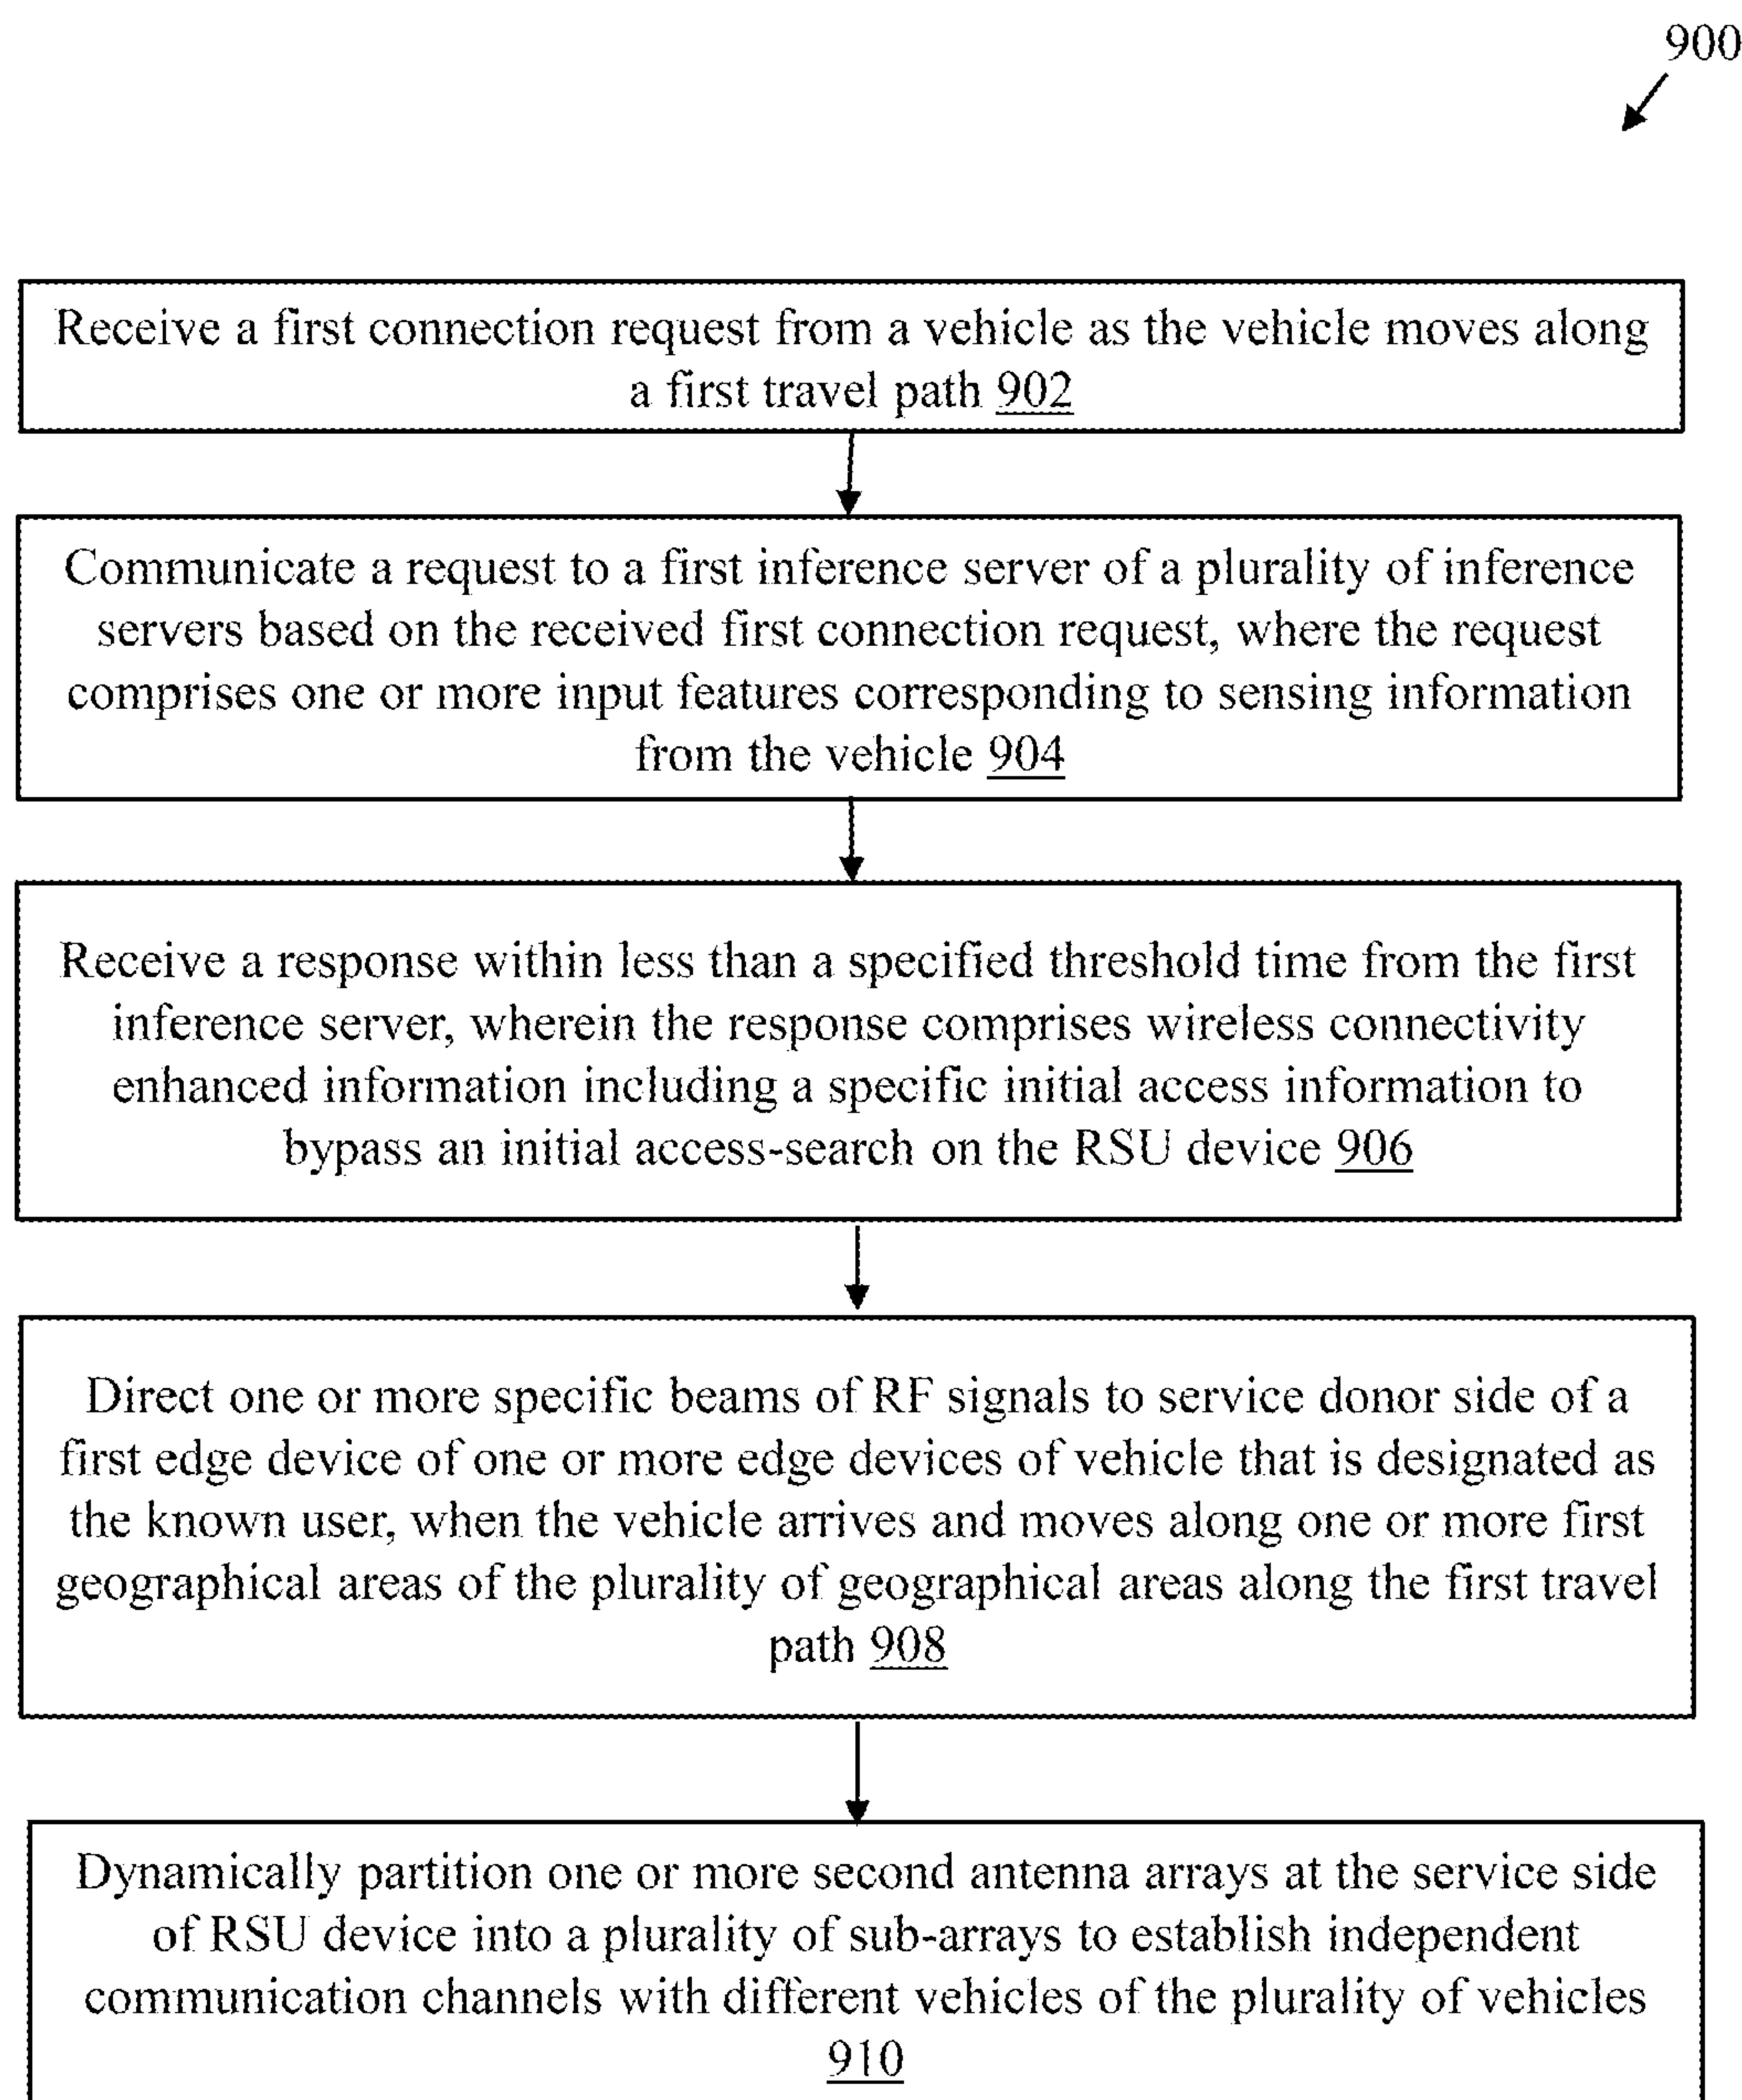 900
Receive a first connection request from a vehicle as the vehicle moves along
a first travel path 902
Communicate a request to a first inference server of a plurality of inference
servers based on the received first connection request, where the request
comprises one or more input features corresponding to sensing information
from the vehicle 904
Receive a response within less than a specified threshold time from the first
inference server, wherein the response comprises wireless connectivity
enhanced information including a specific initial access information to
bypass an initial access-search on the RSU device 906
Direct one or more specific beams of RF signals to service donor side of a
first edge device of one or more edge devices of vehicle that is designated as
the known user, when the vehicle arrives and moves along one or more first
geographical areas of the plurality of geographical areas along the first travel
path 908
Dynamically partition one or more second antenna arrays at the service side
of RSU device into a plurality of sub-arrays to establish independent
communication channels with different vehicles of the plurality of vehicles
910